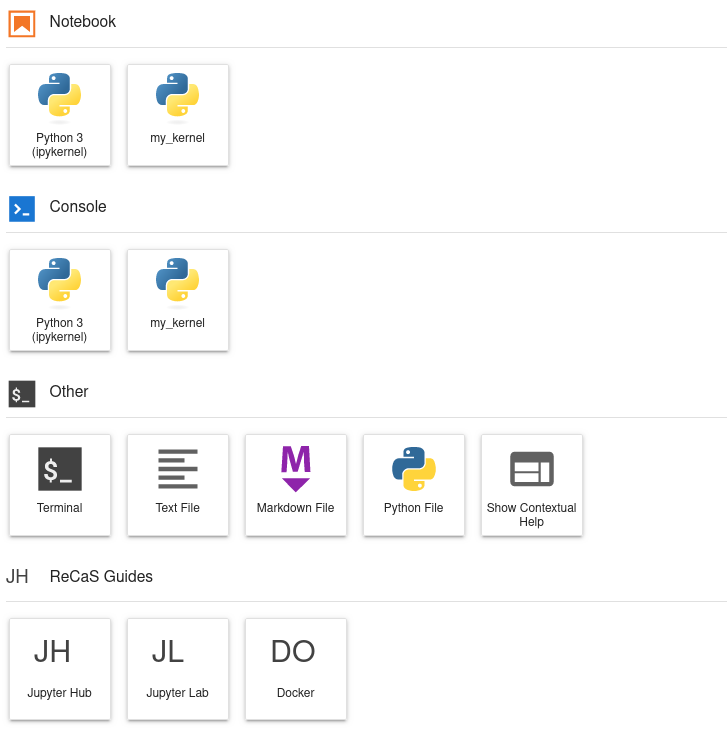 Notebook
Python 3
(ipykernel)
my_kernel
Console
Python 3
(ipykernel)
my_kernel
$_ Other
$_
Terminal
Text File
M
Markdown File
Python File
Show Contextual
Help
JH ReCaS Guides
JH
Jupyter Hub
JL
Jupyter Lab
DO
Docker